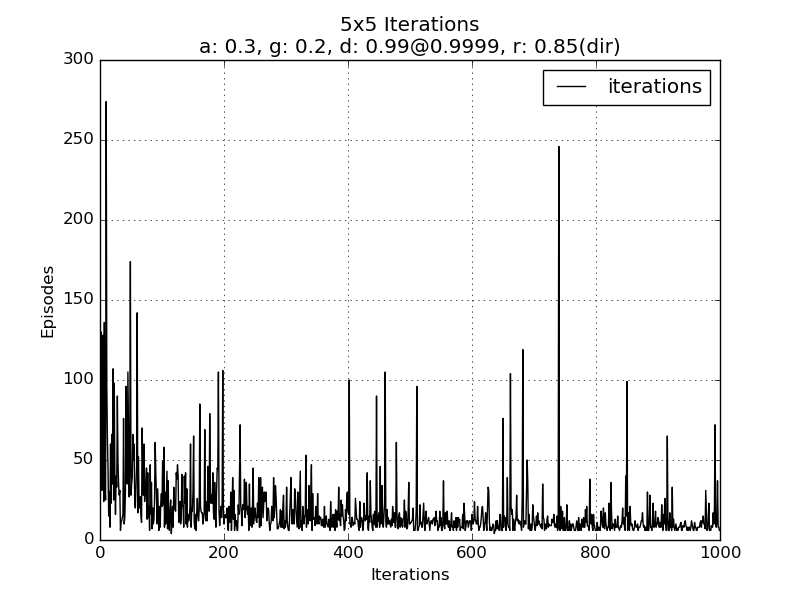 5x5 Iterations
a: 0.3, g: 0.2, d: 0.99@0.9999, r: 0.85(dir)
iterations
300
250
200
150
100
50
0
Episodes
0 200 400 600 800 1000
Iterations